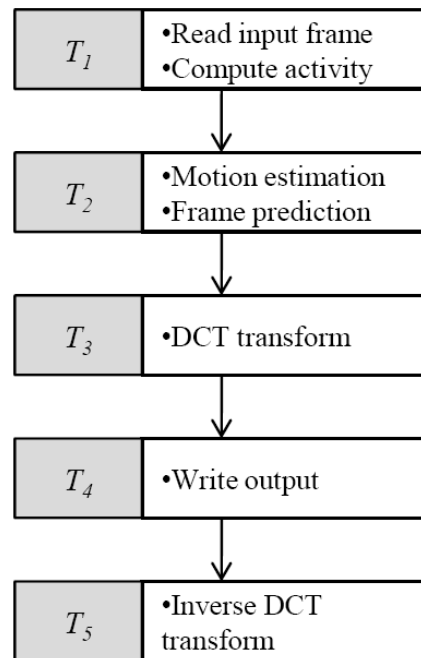 T1
•Read input frame
•Compute activity
T2
•Motion estimation
•Frame prediction
T3
•DCT transform
T4
•Write output
T5
•Inverse DCT
transform